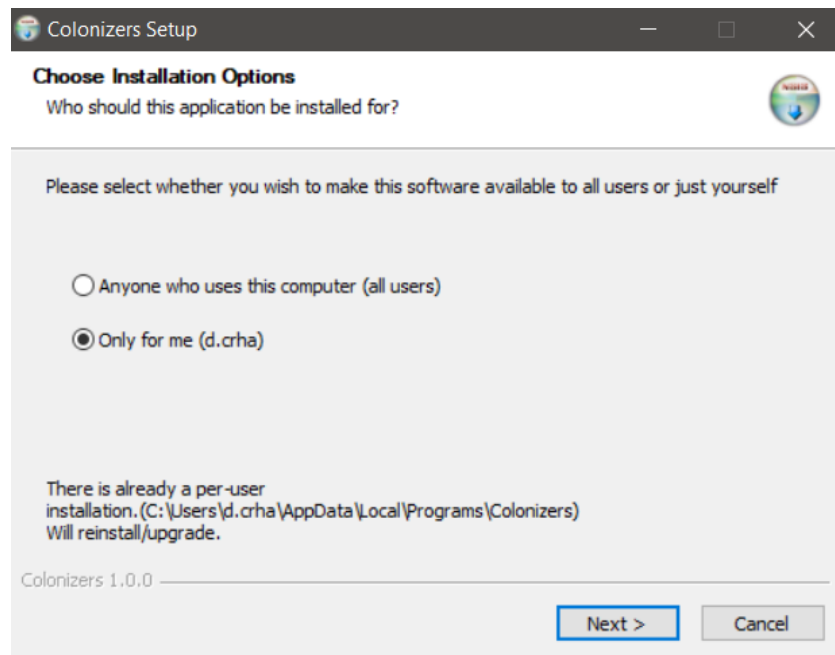 Colonizers Setup
Choose Installation Options
Who should this application be installed for?
Please select whether you wish to make this software available to all users or just yourself
Anyone who uses this computer (all users)
Only for me (d.crha)
There is already a per-user
installation.(C:\Users\d.crha\AppData\Local\Programs\Colonizers)
Will reinstall/upgrade.
Colonizers 1.0.0
Next >
Cancel